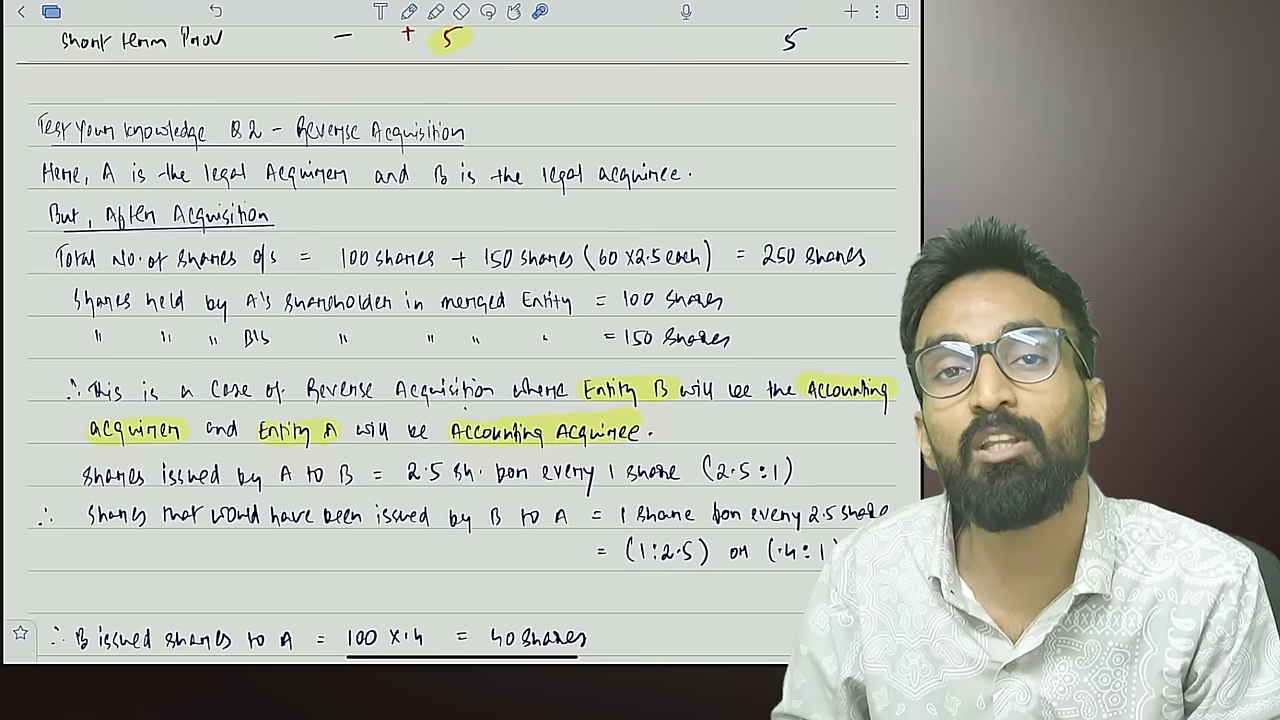 Short term Prov - + 5 5
Test your knowledge Q2 - Reverse Acquisition
Here, A is the legal Acquirer and B is the legal acquiree.
But, After Acquisition
Total No. of shares o/s = 100 shares + 150 shares (60 x 2.5 each) = 250 shares
Shares held by A's shareholder in merged Entity = 100 shares
" " " B's " " " " = 150 shares
∴ This is a case of Reverse Acquisition where Entity B will be the Accounting
acquirer and Entity A will be Accounting Acquiree.
Shares issued by A to B = 2.5 sh. for every 1 share (2.5:1)
∴ Shares that would have been issued by B to A = 1 share for every 2.5 share
= (1:2.5) or (.4:1)
∴ B issued shares to A = 100 x .4 = 40 shares